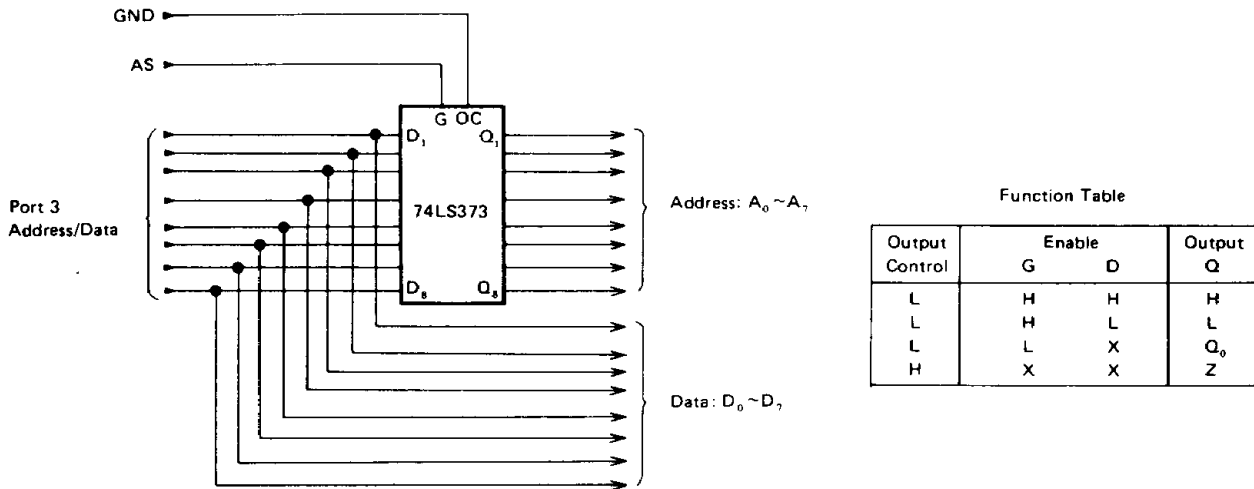 GND
AS
G OC
D₁ Q₁
74LS373
D₈ Q₈
Port 3
Address/Data
Address: A₀~A₇
Data: D₀~D₇
Function Table
Output Control Enable Output
G D Q
L H H H
L H L L
L L X Q₀
H X X Z